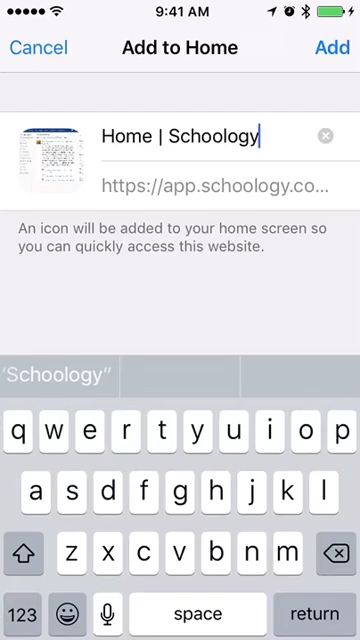 9:41 AM
Cancel
Add to Home
Add
Home | Schoology
https://app.schoology.co...
An icon will be added to your home screen so
you can quickly access this website.
“Schoology”
q w e r t y u i o p
a s d f g h j k l
z x c v b n m
123 space return